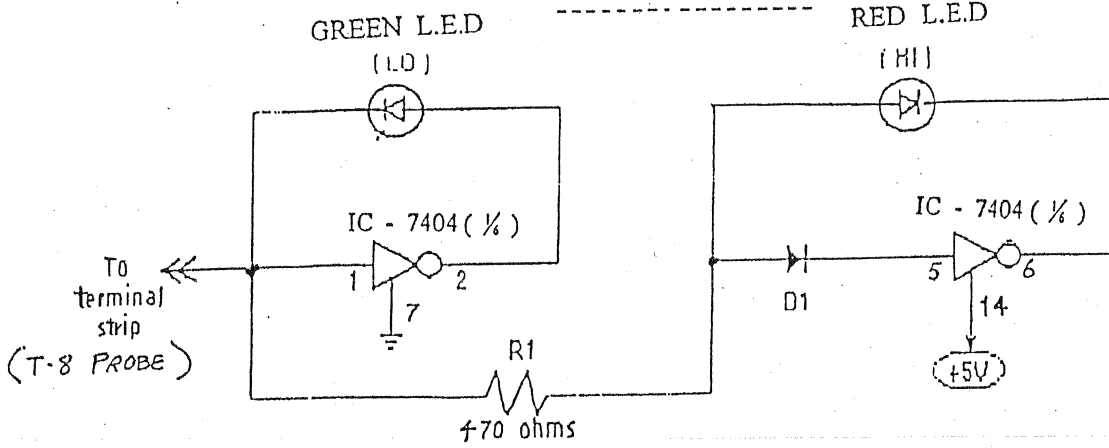 GREEN L.E.D
(LO)
RED L.E.D
(HI)
IC - 7404 (⅙)
1
2
7
To
terminal
strip
(T-8 PROBE)
R1
470 ohms
IC - 7404 (⅙)
5
6
D1
14
+5V